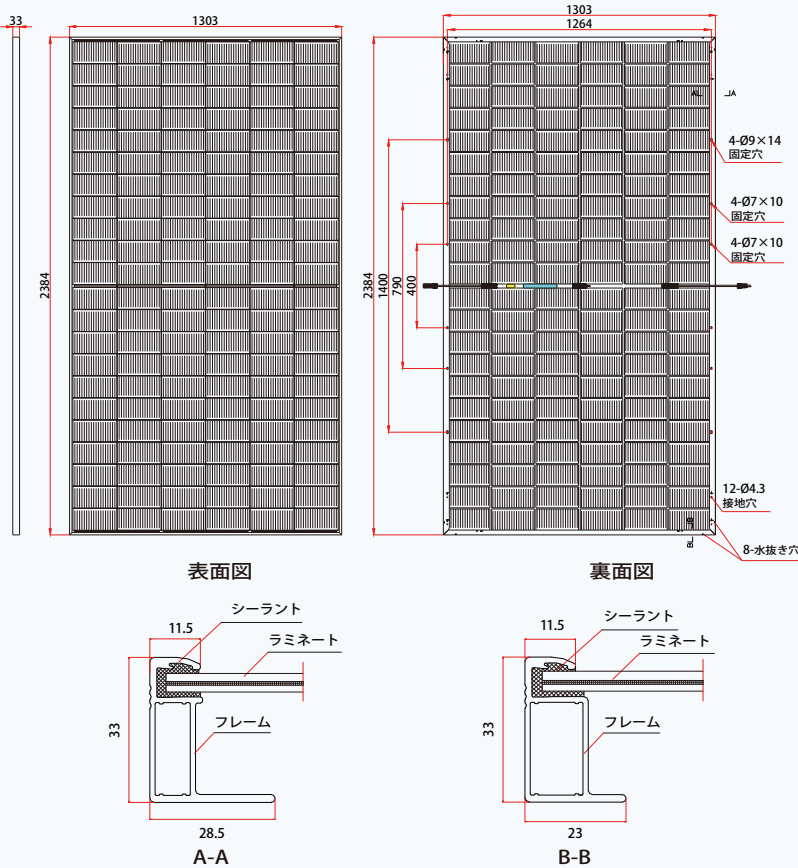 33
1303
2384
表面図
1303
1264
2384
1400
790
400
A
JA
4-Ø9×14
固定穴
4-Ø7×10
固定穴
4-Ø7×10
固定穴
12-Ø4.3
接地穴
8-水抜き穴
B
B
裏面図
11.5
シーラント
ラミネート
33
フレーム
28.5
A-A
11.5
シーラント
ラミネート
33
フレーム
23
B-B